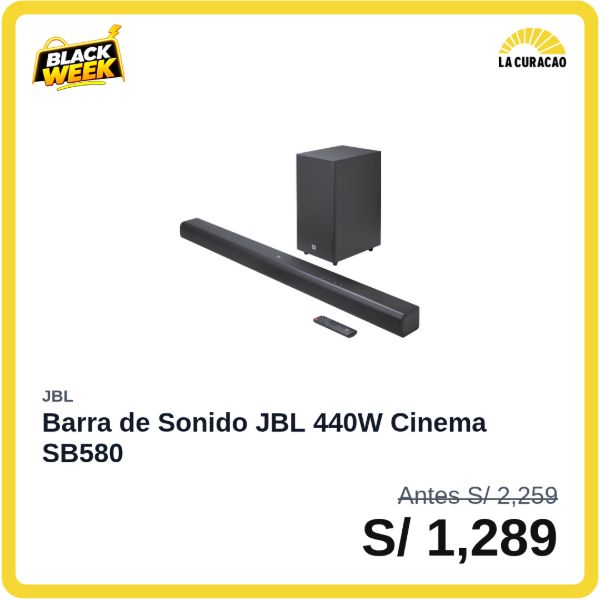 BLACK
WEEK
LA CURACAO
JBL
Barra de Sonido JBL 440W Cinema
SB580
Antes S/ 2,259
S/ 1,289